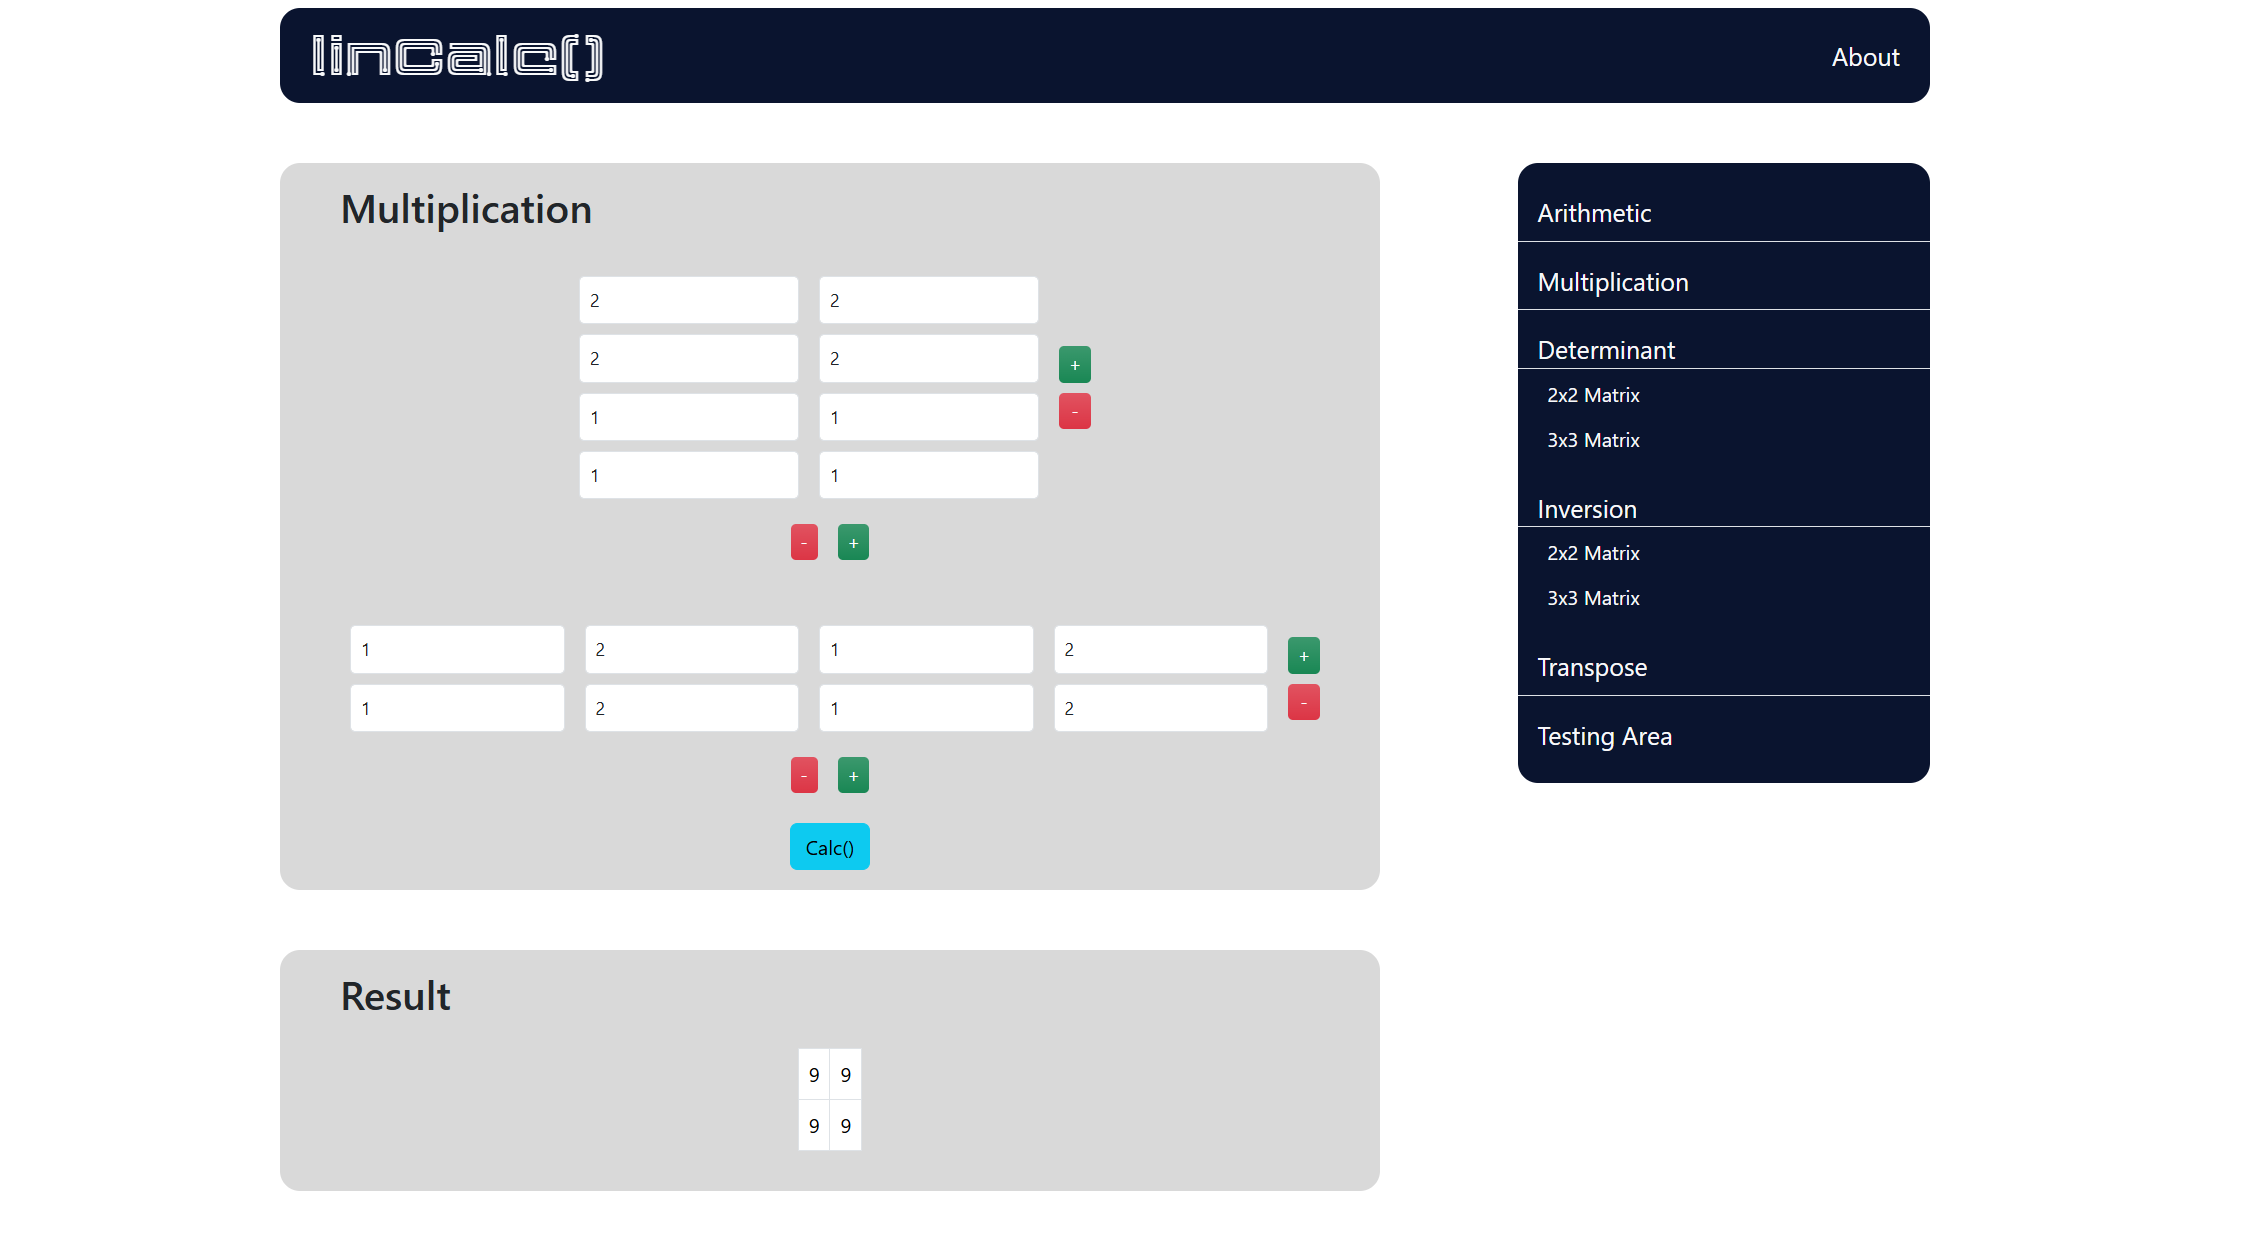 linCalc()
About
Multiplication
2 2
2 2
+
1 1
-
1 1
- +
1 2 1 2
+
1 2 1 2
-
- +
Calc()
Result
9 9
9 9
Arithmetic
Multiplication
Determinant
2x2 Matrix
3x3 Matrix
Inversion
2x2 Matrix
3x3 Matrix
Transpose
Testing Area